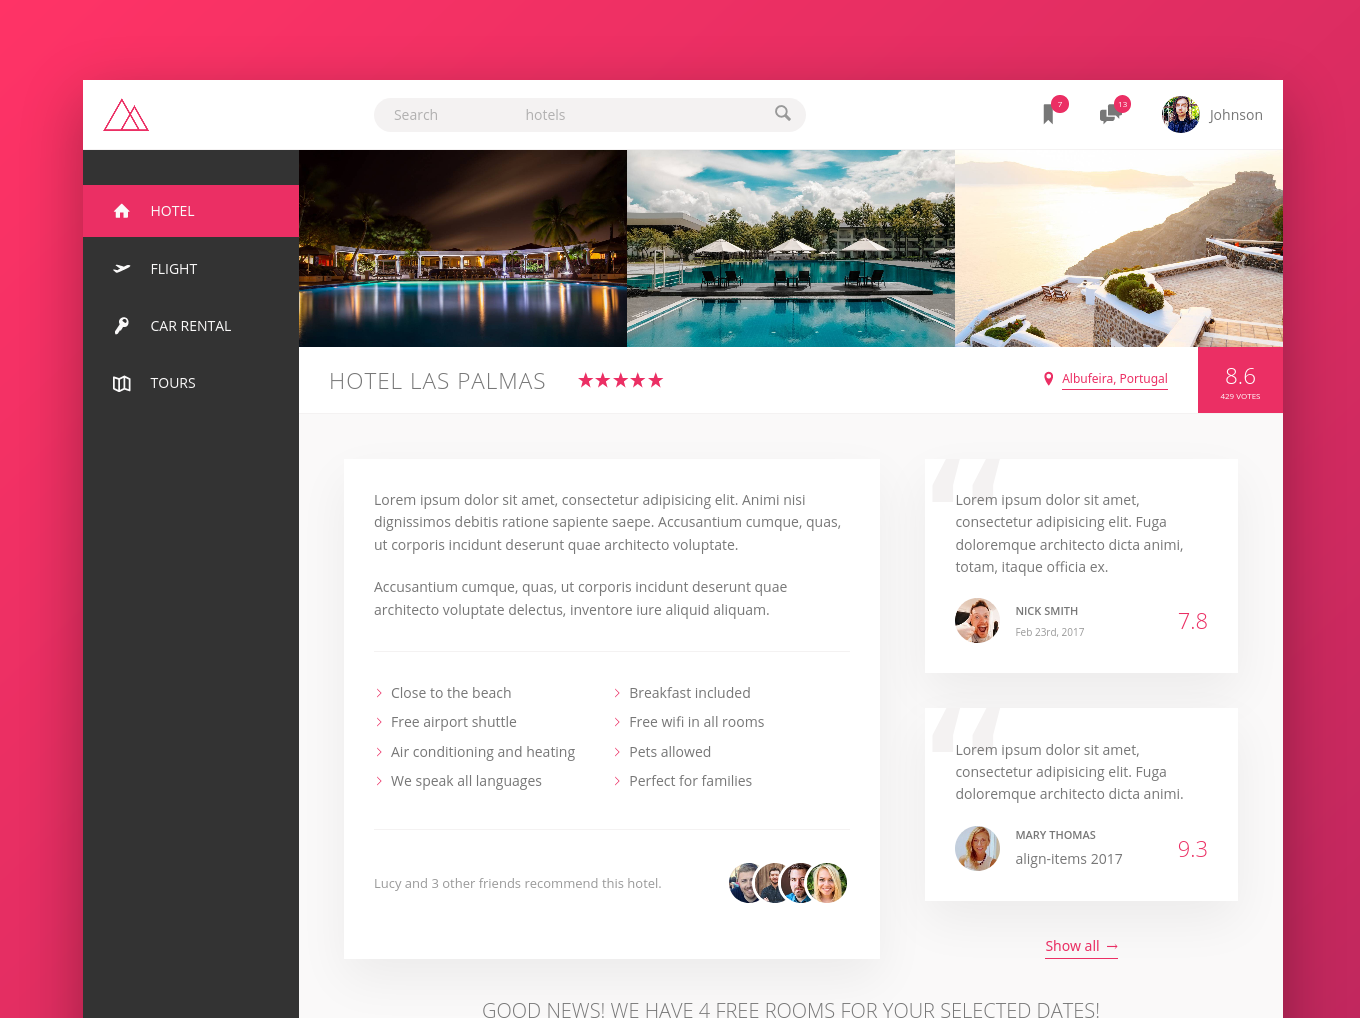 Search hotels
7
13
Johnson
HOTEL
FLIGHT
CAR RENTAL
TOURS
HOTEL LAS PALMAS
Albufeira, Portugal
8.6
429 VOTES
Lorem ipsum dolor sit amet, consectetur adipisicing elit. Animi nisi
dignissimos debitis ratione sapiente saepe. Accusantium cumque, quas,
ut corporis incidunt deserunt quae architecto voluptate.
Accusantium cumque, quas, ut corporis incidunt deserunt quae
architecto voluptate delectus, inventore iure aliquid aliquam.
Close to the beach
Free airport shuttle
Air conditioning and heating
We speak all languages
Breakfast included
Free wifi in all rooms
Pets allowed
Perfect for families
Lucy and 3 other friends recommend this hotel.
“
Lorem ipsum dolor sit amet,
consectetur adipisicing elit. Fuga
doloremque architecto dicta animi,
totam, itaque officia ex.
NICK SMITH
Feb 23rd, 2017
7.8
“
Lorem ipsum dolor sit amet,
consectetur adipisicing elit. Fuga
doloremque architecto dicta animi.
MARY THOMAS
align-items 2017
9.3
Show all →
GOOD NEWS! WE HAVE 4 FREE ROOMS FOR YOUR SELECTED DATES!